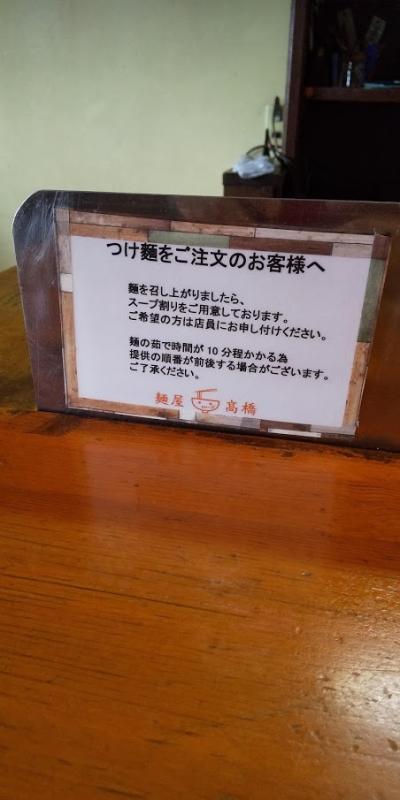 つけ麺をご注文のお客様へ
麺を召し上がりましたら、
スープ割りをご用意しております。
ご希望の方は店員にお申し付けください。
麺の茹で時間が10分程かかる為
提供の順番が前後する場合がございます。
ご了承ください。
麺屋 髙橋